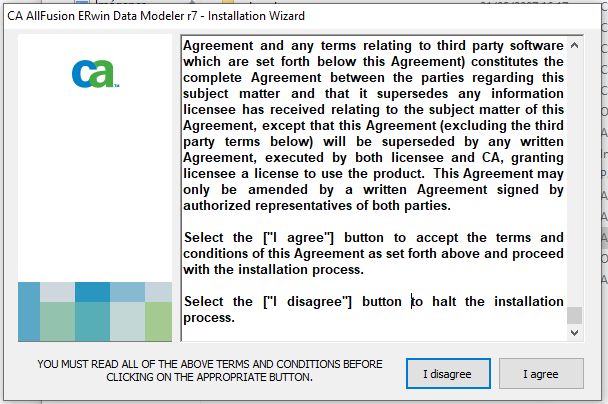 CA AllFusion ERwin Data Modeler r7 - Installation Wizard
ca
Agreement and any terms relating to third party software
which are set forth below this Agreement) constitutes the
complete Agreement between the parties regarding this
subject matter and that it supersedes any information
licensee has received relating to the subject matter of this
Agreement, except that this Agreement (excluding the third
party terms below) will be superseded by any written
Agreement, executed by both licensee and CA, granting
licensee a license to use the product. This Agreement may
only be amended by a written Agreement signed by
authorized representatives of both parties.
Select the ["I agree"] button to accept the terms and
conditions of this Agreement as set forth above and proceed
with the installation process.
Select the ["I disagree"] button to halt the installation
process.
YOU MUST READ ALL OF THE ABOVE TERMS AND CONDITIONS BEFORE
CLICKING ON THE APPROPRIATE BUTTON.
I disagree
I agree